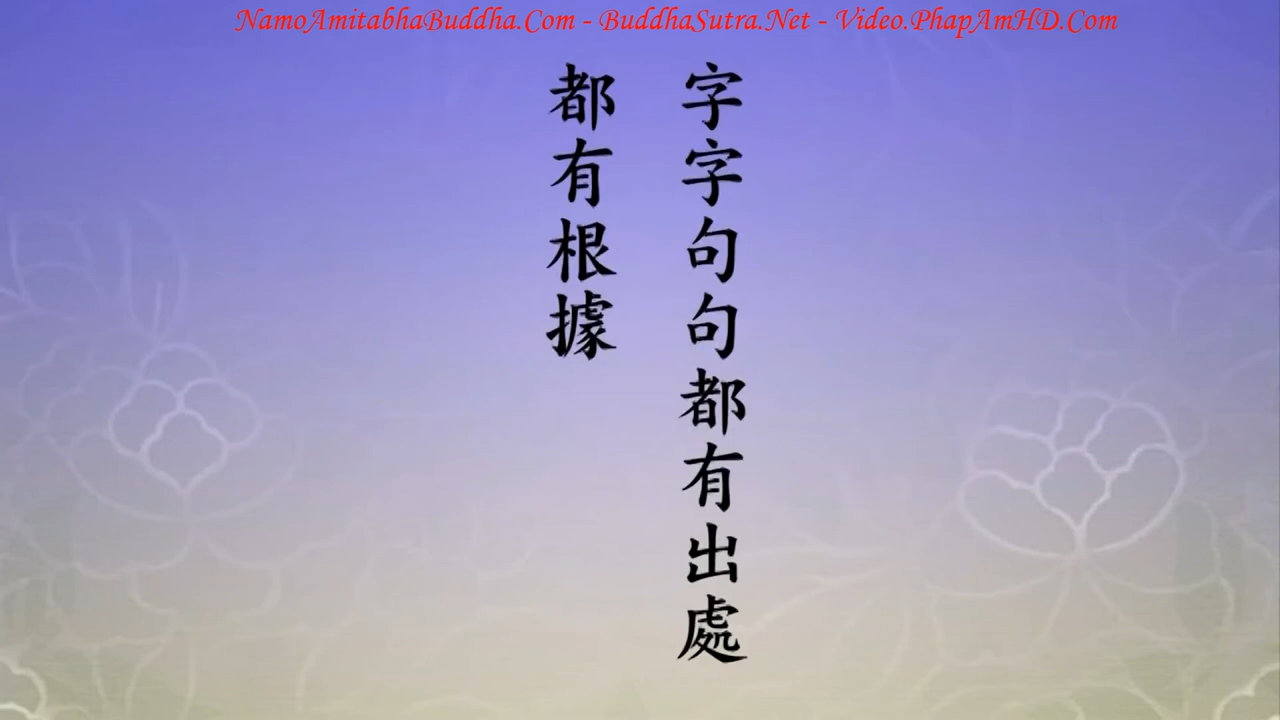 NamoAmitabhaBuddha.Com - BuddhaSutra.Net - Video.PhapAmHD.Com
字字句句都有出處
都有根據